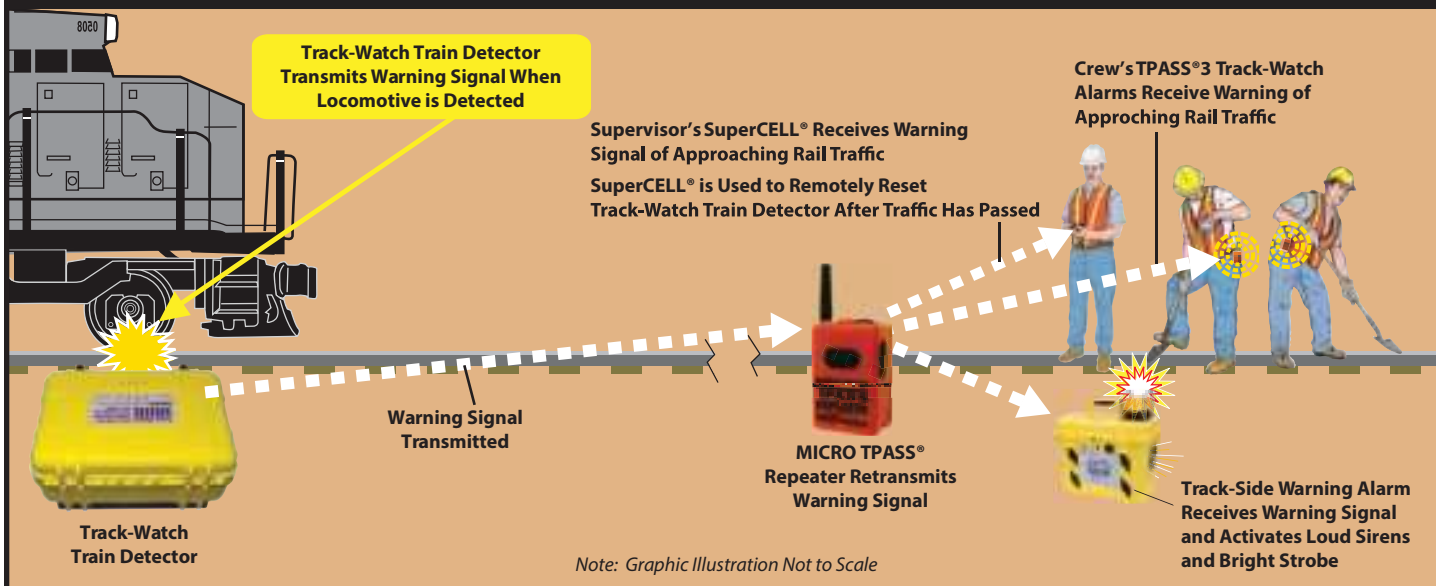 0508
Track-Watch Train Detector
Transmits Warning Signal When
Locomotive is Detected
Supervisor's SuperCELL® Receives Warning
Signal of Approaching Rail Traffic
SuperCELL® is Used to Remotely Reset
Track-Watch Train Detector After Traffic Has Passed
Crew's TPASS®3 Track-Watch
Alarms Receive Warning of
Approching Rail Traffic
Warning Signal
Transmitted
MICRO TPASS®
Repeater Retransmits
Warning Signal
Track-Side Warning Alarm
Receives Warning Signal
and Activates Loud Sirens
and Bright Strobe
Track-Watch
Train Detector
Note: Graphic Illustration Not to Scale